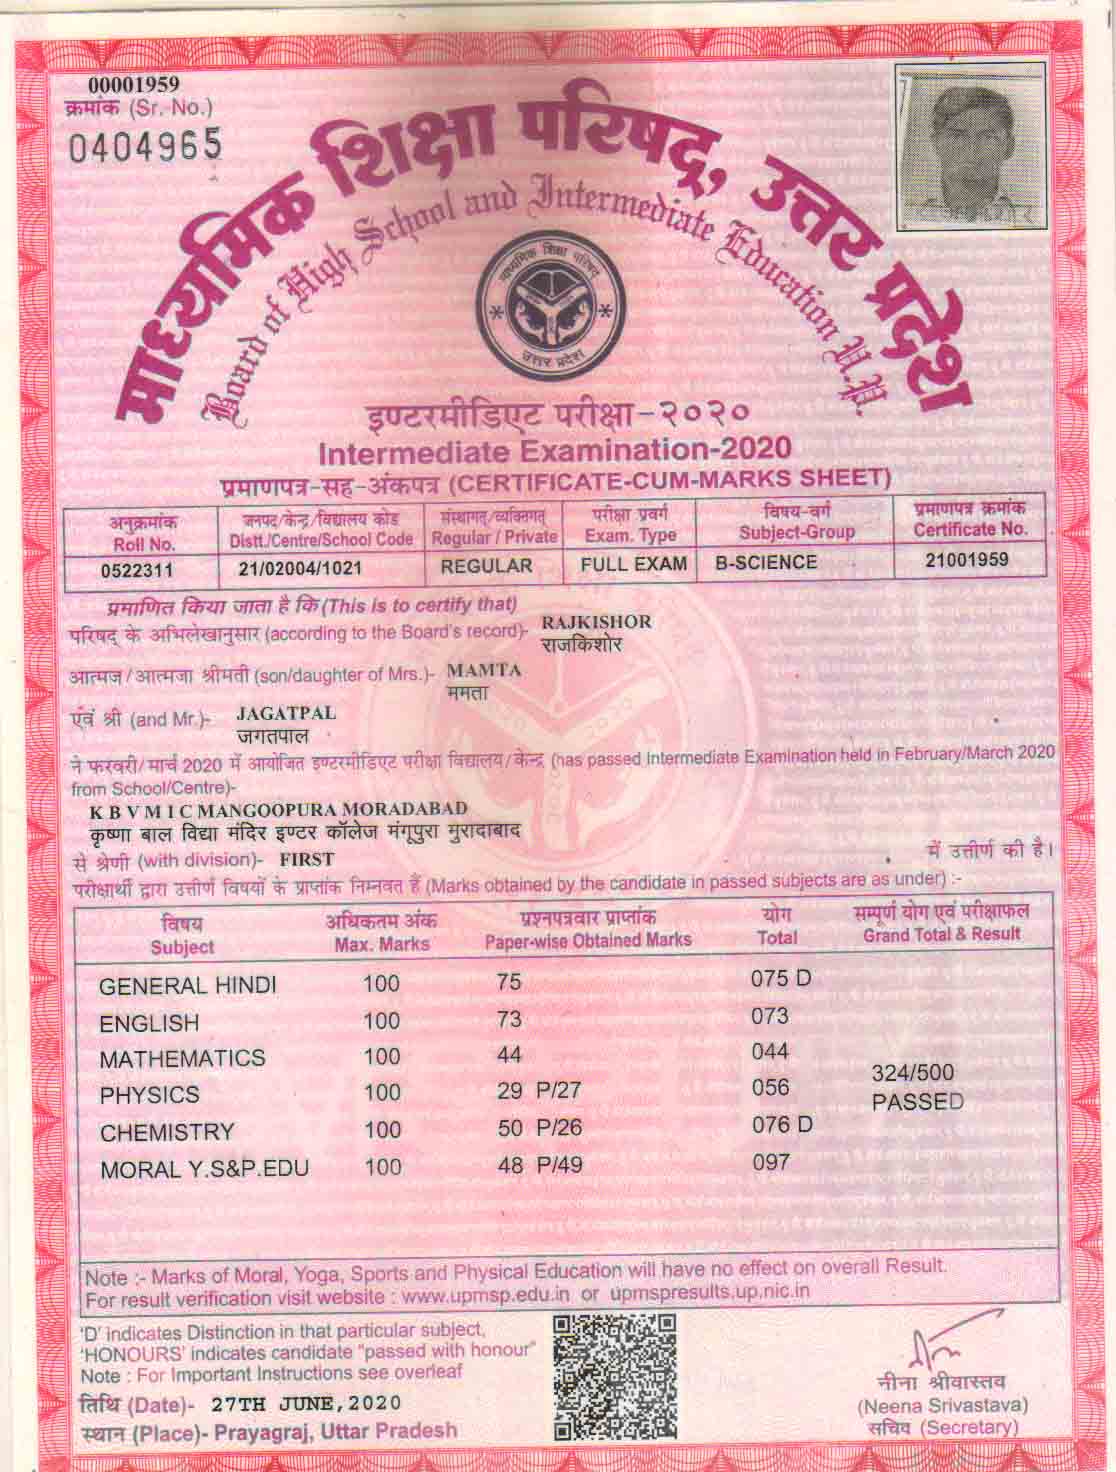 00001959
क्रमांक (Sr. No.)
0404965
माध्यमिक शिक्षा परिषद्, उत्तर प्रदेश
Board of High School and Intermediate Education U.P.
माध्यमिक शिक्षा परिषद
उत्तर प्रदेश
इण्टरमीडिएट परीक्षा-२०२०
Intermediate Examination-2020
प्रमाणपत्र-सह-अंकपत्र (CERTIFICATE-CUM-MARKS SHEET)
अनुक्रमांक जनपद/केन्द्र/विद्यालय कोड संस्थागत/व्यक्तिगत परीक्षा प्रवर्ग विषय-वर्ग प्रमाणपत्र क्रमांक
Roll No. Distt./Centre/School Code Regular / Private Exam. Type Subject-Group Certificate No.
0522311 21/02004/1021 REGULAR FULL EXAM B-SCIENCE 21001959
प्रमाणित किया जाता है कि (This is to certify that)
परिषद् के अभिलेखानुसार (according to the Board's record)- RAJKISHOR
राजकिशोर
आत्मज/आत्मजा श्रीमती (son/daughter of Mrs.)- MAMTA
ममता
एवं श्री (and Mr.)- JAGATPAL
जगतपाल
ने फरवरी/मार्च 2020 में आयोजित इण्टरमीडिएट परीक्षा विद्यालय/केन्द्र (has passed Intermediate Examination held in February/March 2020
from School/Centre)-
K B V M I C MANGOOPURA MORADABAD
कृष्णा बाल विद्या मंदिर इण्टर कॉलेज मंगूपुरा मुरादाबाद
से श्रेणी (with division)- FIRST में उत्तीर्ण की है।
परीक्षार्थी द्वारा उत्तीर्ण विषयों के प्राप्तांक निम्नवत हैं (Marks obtained by the candidate in passed subjects are as under) :-
विषय अधिकतम अंक प्रश्नपत्रवार प्राप्तांक योग सम्पूर्ण योग एवं परीक्षाफल
Subject Max. Marks Paper-wise Obtained Marks Total Grand Total & Result
GENERAL HINDI 100 75 075 D
ENGLISH 100 73 073
MATHEMATICS 100 44 044
324/500
PHYSICS 100 29 P/27 056
PASSED
CHEMISTRY 100 50 P/26 076 D
MORAL Y.S&P.EDU 100 48 P/49 097
Note :- Marks of Moral, Yoga, Sports and Physical Education will have no effect on overall Result.
For result verification visit website : www.upmsp.edu.in or upmspresults.up.nic.in
'D' indicates Distinction in that particular subject,
'HONOURS' indicates candidate "passed with honour"
Note : For Important Instructions see overleaf
तिथि (Date)- 27TH JUNE,2020
स्थान (Place)- Prayagraj, Uttar Pradesh
नीना श्रीवास्तव
(Neena Srivastava)
सचिव (Secretary)